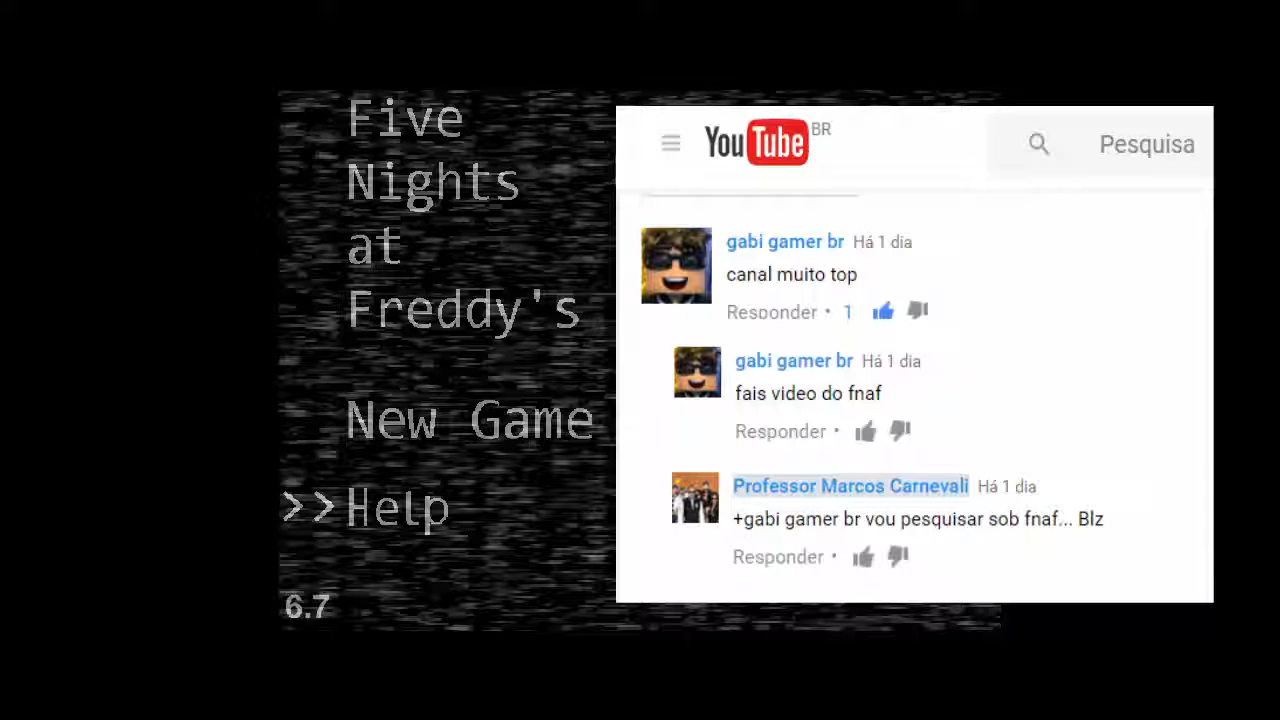 Five
Nights
at
Freddy's
New Game
>>Help
6.7
YouTube BR
Pesquisa
gabi gamer br Há 1 dia
canal muito top
Responder • 1
gabi gamer br Há 1 dia
fais video do fnaf
Responder •
Professor Marcos Carnevali Há 1 dia
+gabi gamer br vou pesquisar sob fnaf... Blz
Responder •